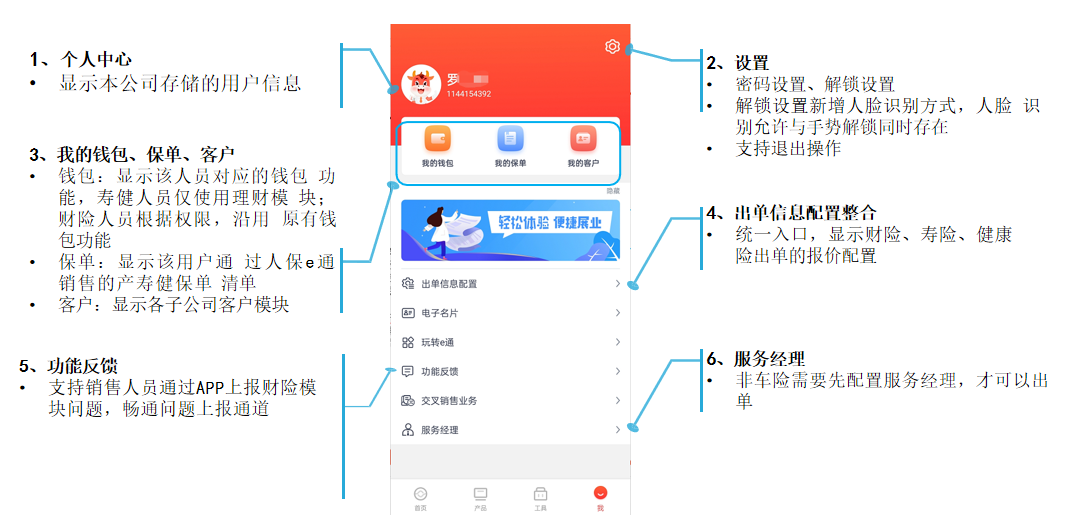 1、个人中心
• 显示本公司存储的用户信息
3、我的钱包、保单、客户
• 钱包：显示该人员对应的钱包 功
能，寿健人员仅使用理财模 块；
财险人员根据权限，沿用 原有钱
包功能
• 保单：显示该用户通 过人保e通
销售的产寿健保单 清单
• 客户：显示各子公司客户模块
5、功能反馈
• 支持销售人员通过APP上报财险模
块问题，畅通问题上报通道
罗
1144154392
我的钱包 我的保单 我的客户
隐藏
轻松体验 便捷展业
出单信息配置
电子名片
玩转e通
功能反馈
交叉销售业务
服务经理
首页 产品 工具 我
2、设置
• 密码设置、解锁设置
• 解锁设置新增人脸识别方式，人脸 识
别允许与手势解锁同时存在
• 支持退出操作
4、出单信息配置整合
• 统一入口，显示财险、寿险、健康
险出单的报价配置
6、服务经理
• 非车险需要先配置服务经理，才可以出
单